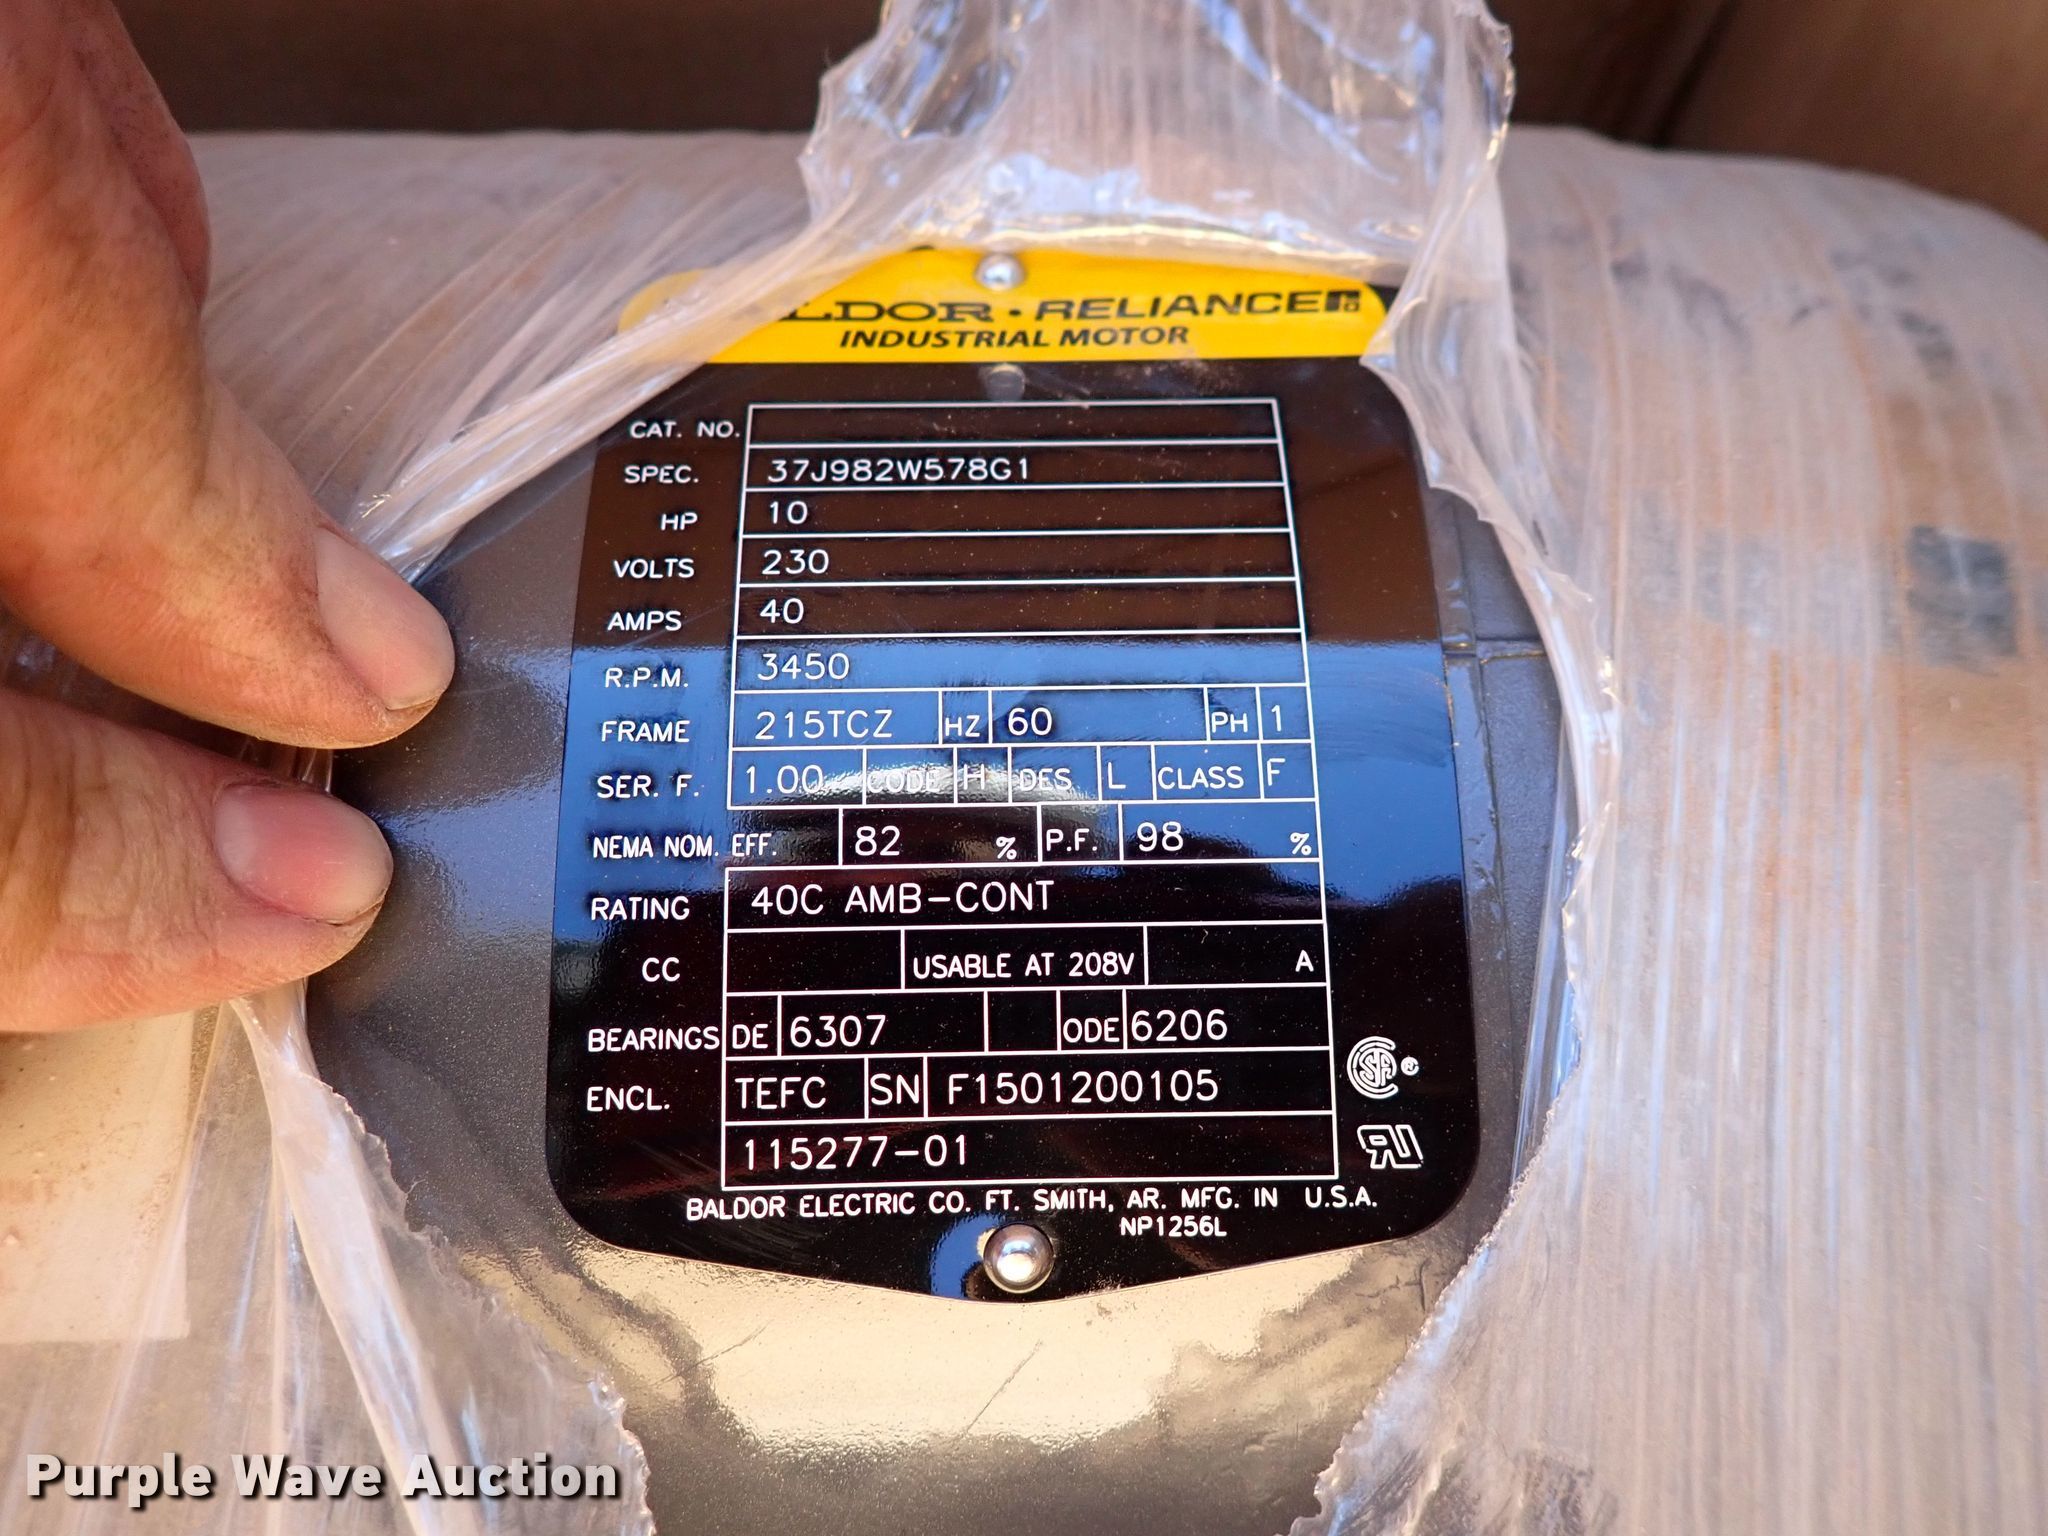 RELIANCE
INDUSTRIAL MOTOR
CAT. NO.
SPEC. 37J982W578G1
HP 10
VOLTS 230
AMPS 40
R.P.M. 3450
FRAME 215TCZ HZ 60 PH 1
SER. F. 1.00 CODE H DES L CLASS F
NEMA NOM. EFF. 82 % P.F. 98 %
RATING 40C AMB-CONT
CC USABLE AT 208V A
BEARINGS DE 6307 ODE 6206
ENCL. TEFC SN F1501200105
115277-01
BALDOR ELECTRIC CO. FT. SMITH, AR. MFG. IN U.S.A.
NP1256L
Purple Wave Auction